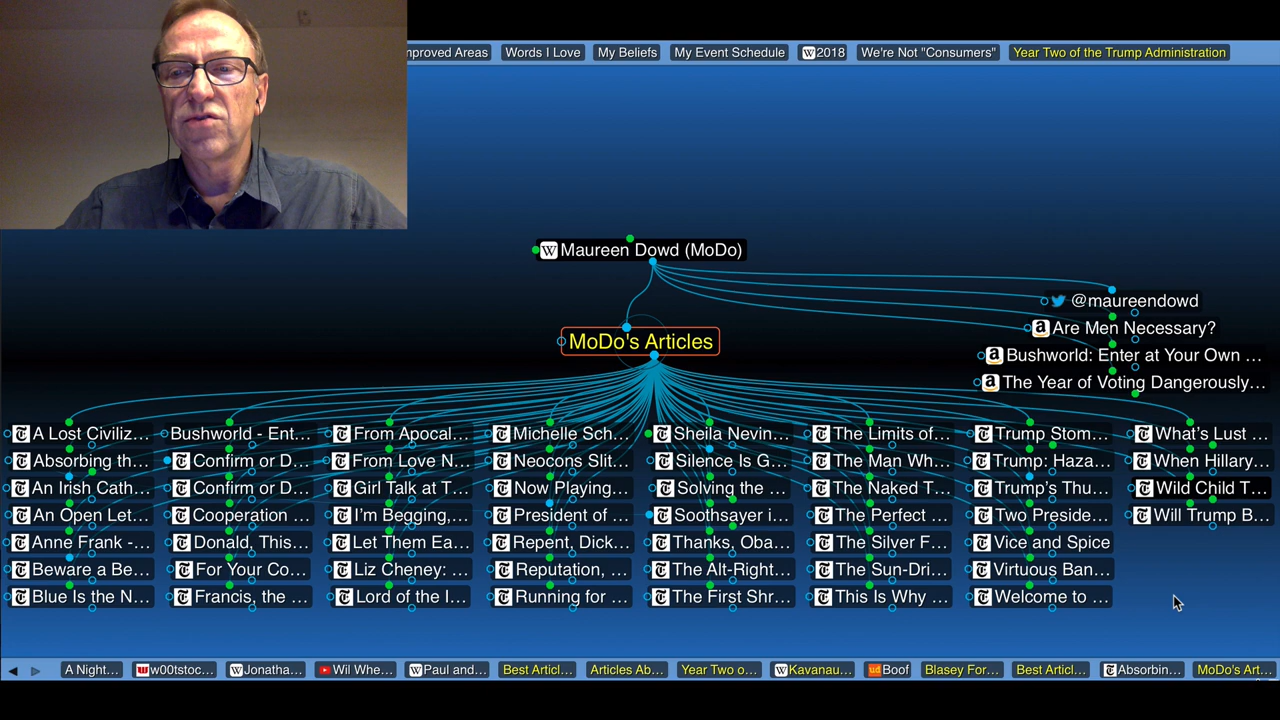 mproved Areas Words I Love My Beliefs My Event Schedule W 2018 We're Not "Consumers" Year Two of the Trump Administration
W Maureen Dowd (MoDo)
@maureendowd
a Are Men Necessary?
MoDo's Articles
a Bushworld: Enter at Your Own ...
a The Year of Voting Dangerously...
A Lost Civiliz... Bushworld - Ent... From Apocal... Michelle Sch... Sheila Nevin... The Limits of... Trump Stom... What's Lust ...
Absorbing th... Confirm or D... From Love N... Neocons Slit... Silence Is G... The Man Wh... Trump: Haza... When Hillary...
An Irish Cath... Confirm or D... Girl Talk at T... Now Playing,... Solving the ... The Naked T... Trump's Thu... Wild Child T...
An Open Let... Cooperation ... I'm Begging,... President of ... Soothsayer i... The Perfect ... Two Preside... Will Trump B...
Anne Frank -... Donald, This... Let Them Ea... Repent, Dick... Thanks, Oba... The Silver F... Vice and Spice
Beware a Be... For Your Co... Liz Cheney: ... Reputation, ... The Alt-Right... The Sun-Dri... Virtuous Ban...
Blue Is the N... Francis, the ... Lord of the I... Running for ... The First Shr... This Is Why ... Welcome to ...
A Night... w00tstoc... W Jonatha... Wil Whe... W Paul and... Best Articl... Articles Ab... Year Two o... W Kavanau... ud Boof Blasey For... Best Articl... Absorbin... MoDo's Art...